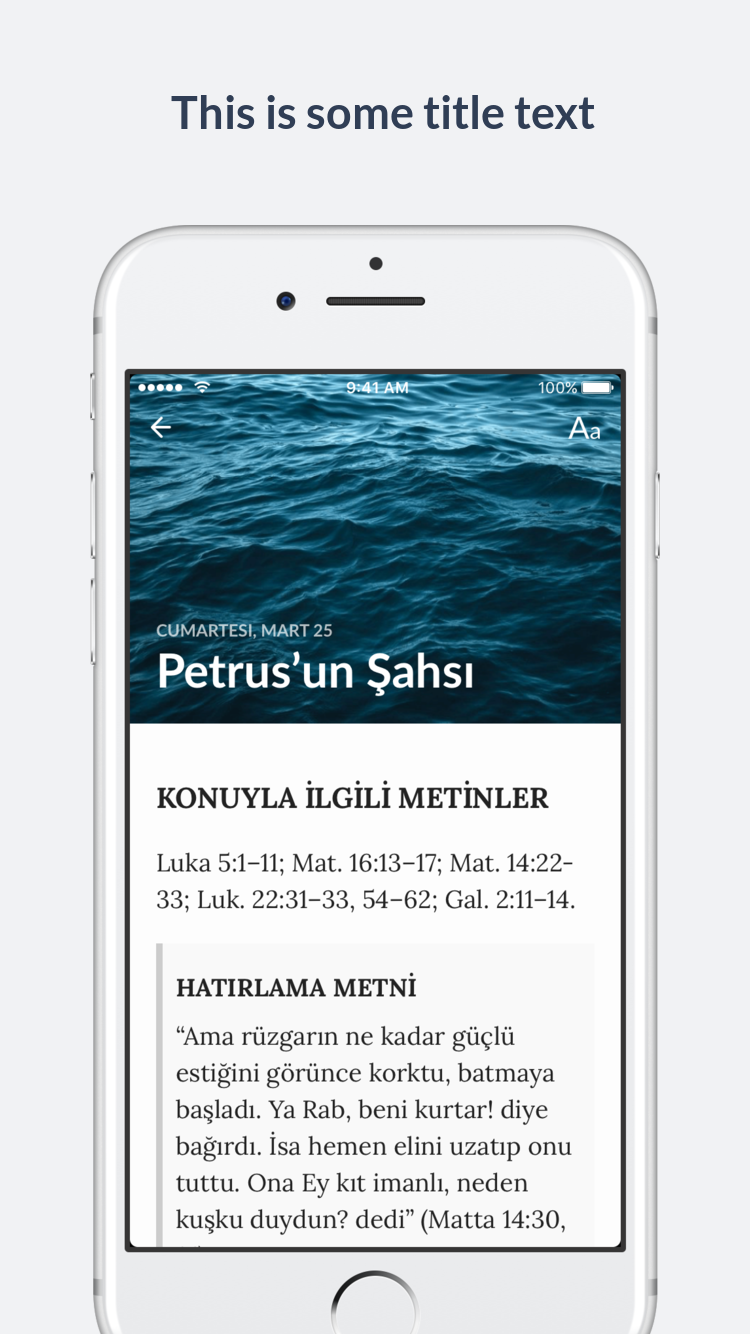 This is some title text
9:41 AM
100%
Aa
CUMARTESI, MART 25
Petrus’un Şahsı
KONUYLA İLGİLİ METİNLER
Luka 5:1–11; Mat. 16:13–17; Mat. 14:22-
33; Luk. 22:31–33, 54–62; Gal. 2:11–14.
HATIRLAMA METNİ
“Ama rüzgarın ne kadar güçlü
estiğini görünce korktu, batmaya
başladı. Ya Rab, beni kurtar! diye
bağırdı. İsa hemen elini uzatıp onu
tuttu. Ona Ey kıt imanlı, neden
kuşku duydun? dedi” (Matta 14:30,